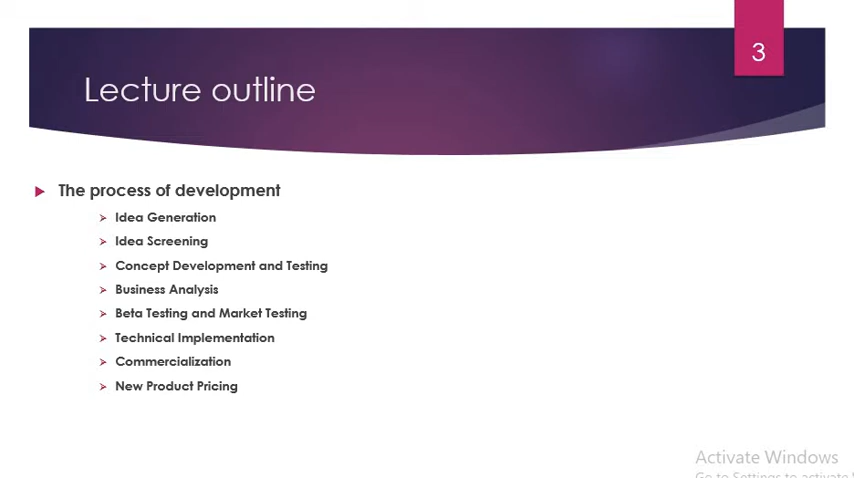 3
Lecture outline
The process of development
Idea Generation
Idea Screening
Concept Development and Testing
Business Analysis
Beta Testing and Market Testing
Technical Implementation
Commercialization
New Product Pricing
Activate Windows
Go to Settings to activate